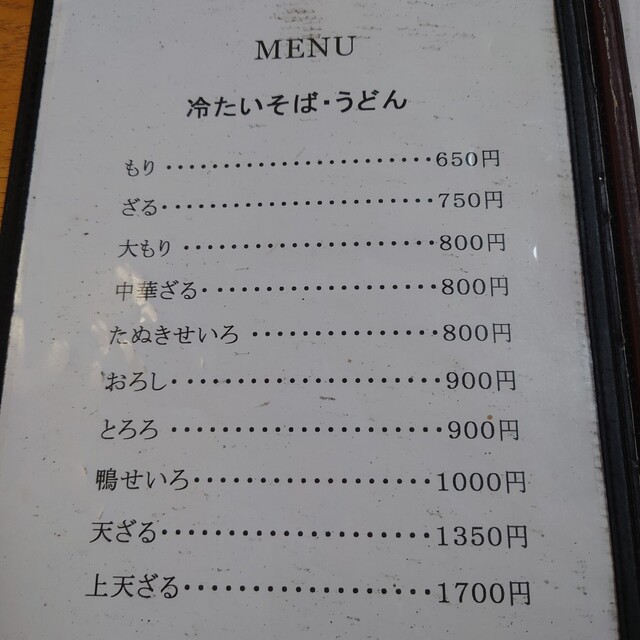 MENU
冷たいそば・うどん
もり・・・・・・・・・・・・・・・・・・・・・・・650円
ざる・・・・・・・・・・・・・・・・・・・・・・・750円
大もり・・・・・・・・・・・・・・・・・・・・・・800円
中華ざる・・・・・・・・・・・・・・・・・・・・800円
たぬきせいろ・・・・・・・・・・・・・・・・800円
おろし・・・・・・・・・・・・・・・・・・・・・・・900円
とろろ・・・・・・・・・・・・・・・・・・・・・・・900円
鴨せいろ・・・・・・・・・・・・・・・・・・・・1000円
天ざる・・・・・・・・・・・・・・・・・・・・・・1350円
上天ざる・・・・・・・・・・・・・・・・・・・・1700円